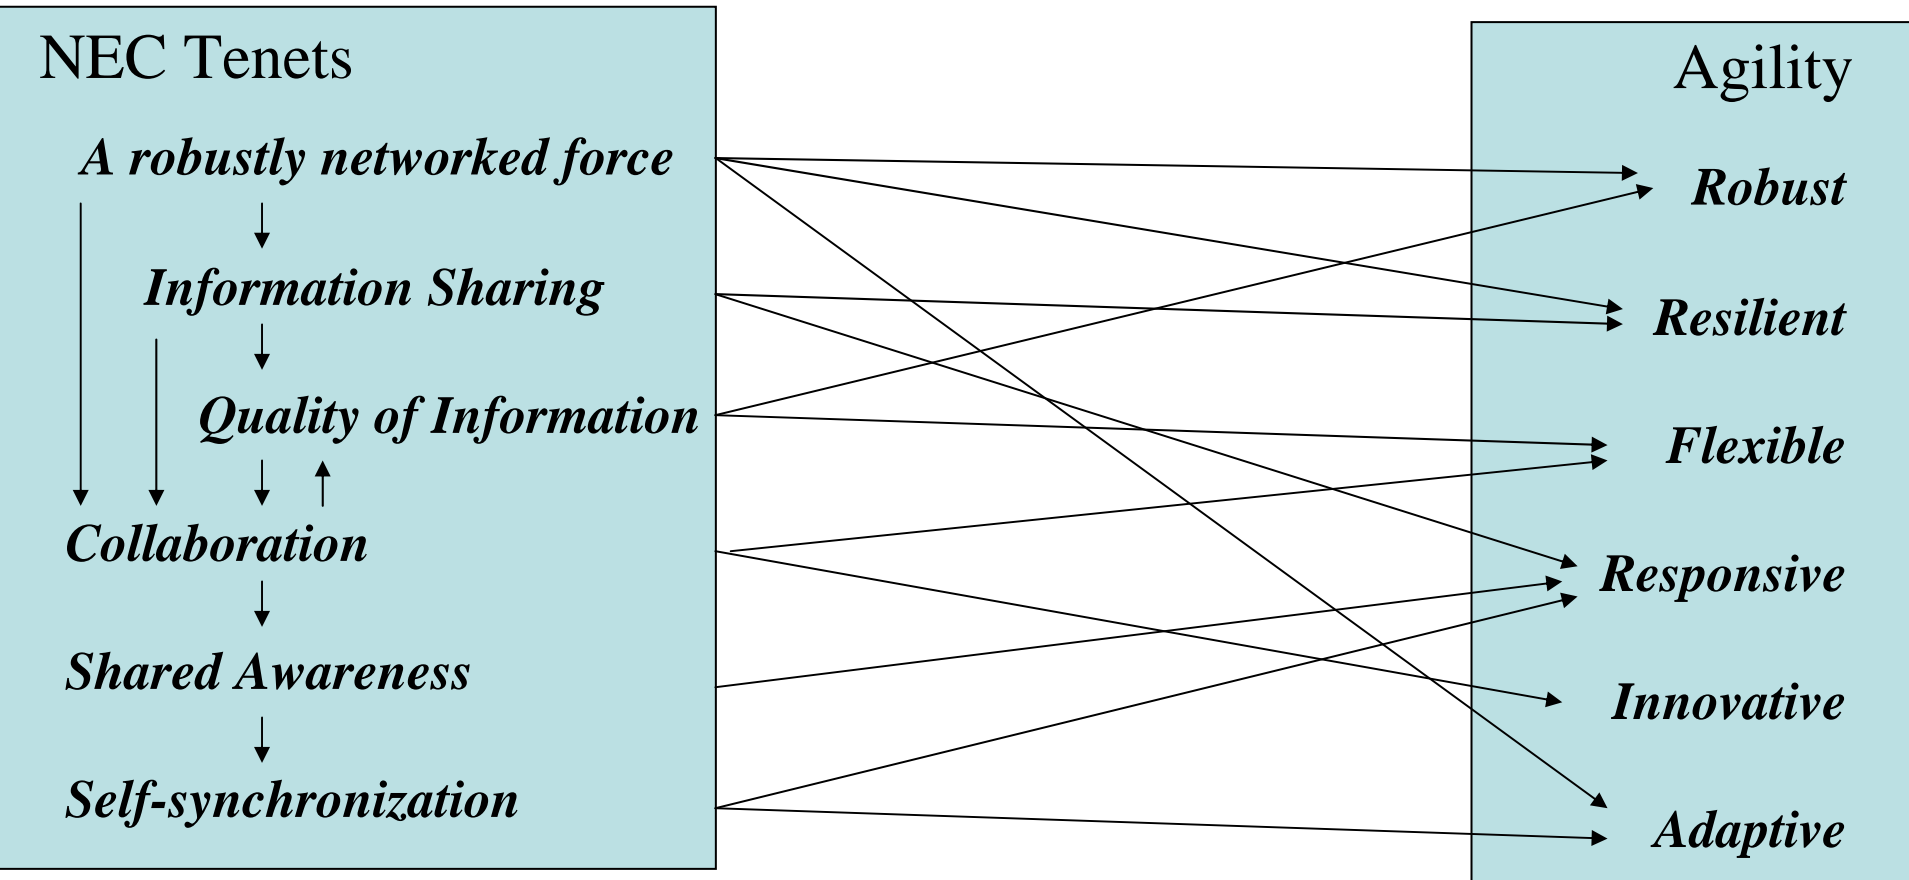 NEC Tenets
A robustly networked force
Information Sharing
Quality of Information
Collaboration
Shared Awareness
Self-synchronization
Agility
Robust
Resilient
Flexible
Responsive
Innovative
Adaptive